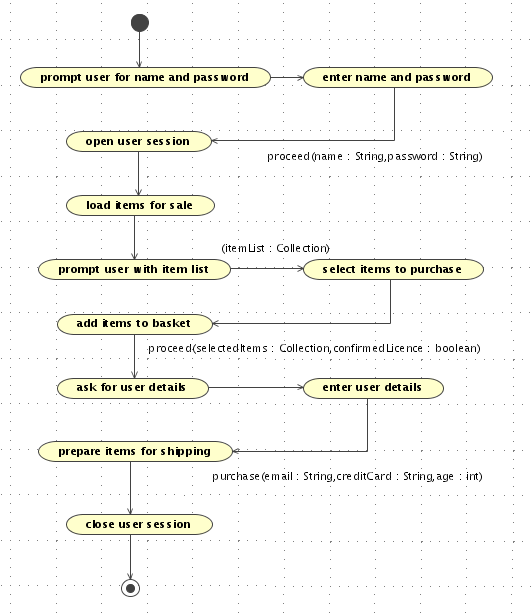 prompt user for name and password
enter name and password
open user session
proceed(name : String,password : String)
load items for sale
(itemList : Collection)
prompt user with item list
select items to purchase
add items to basket
proceed(selectedItems : Collection,confirmedLicence : boolean)
ask for user details
enter user details
prepare items for shipping
purchase(email : String,creditCard : String,age : int)
close user session